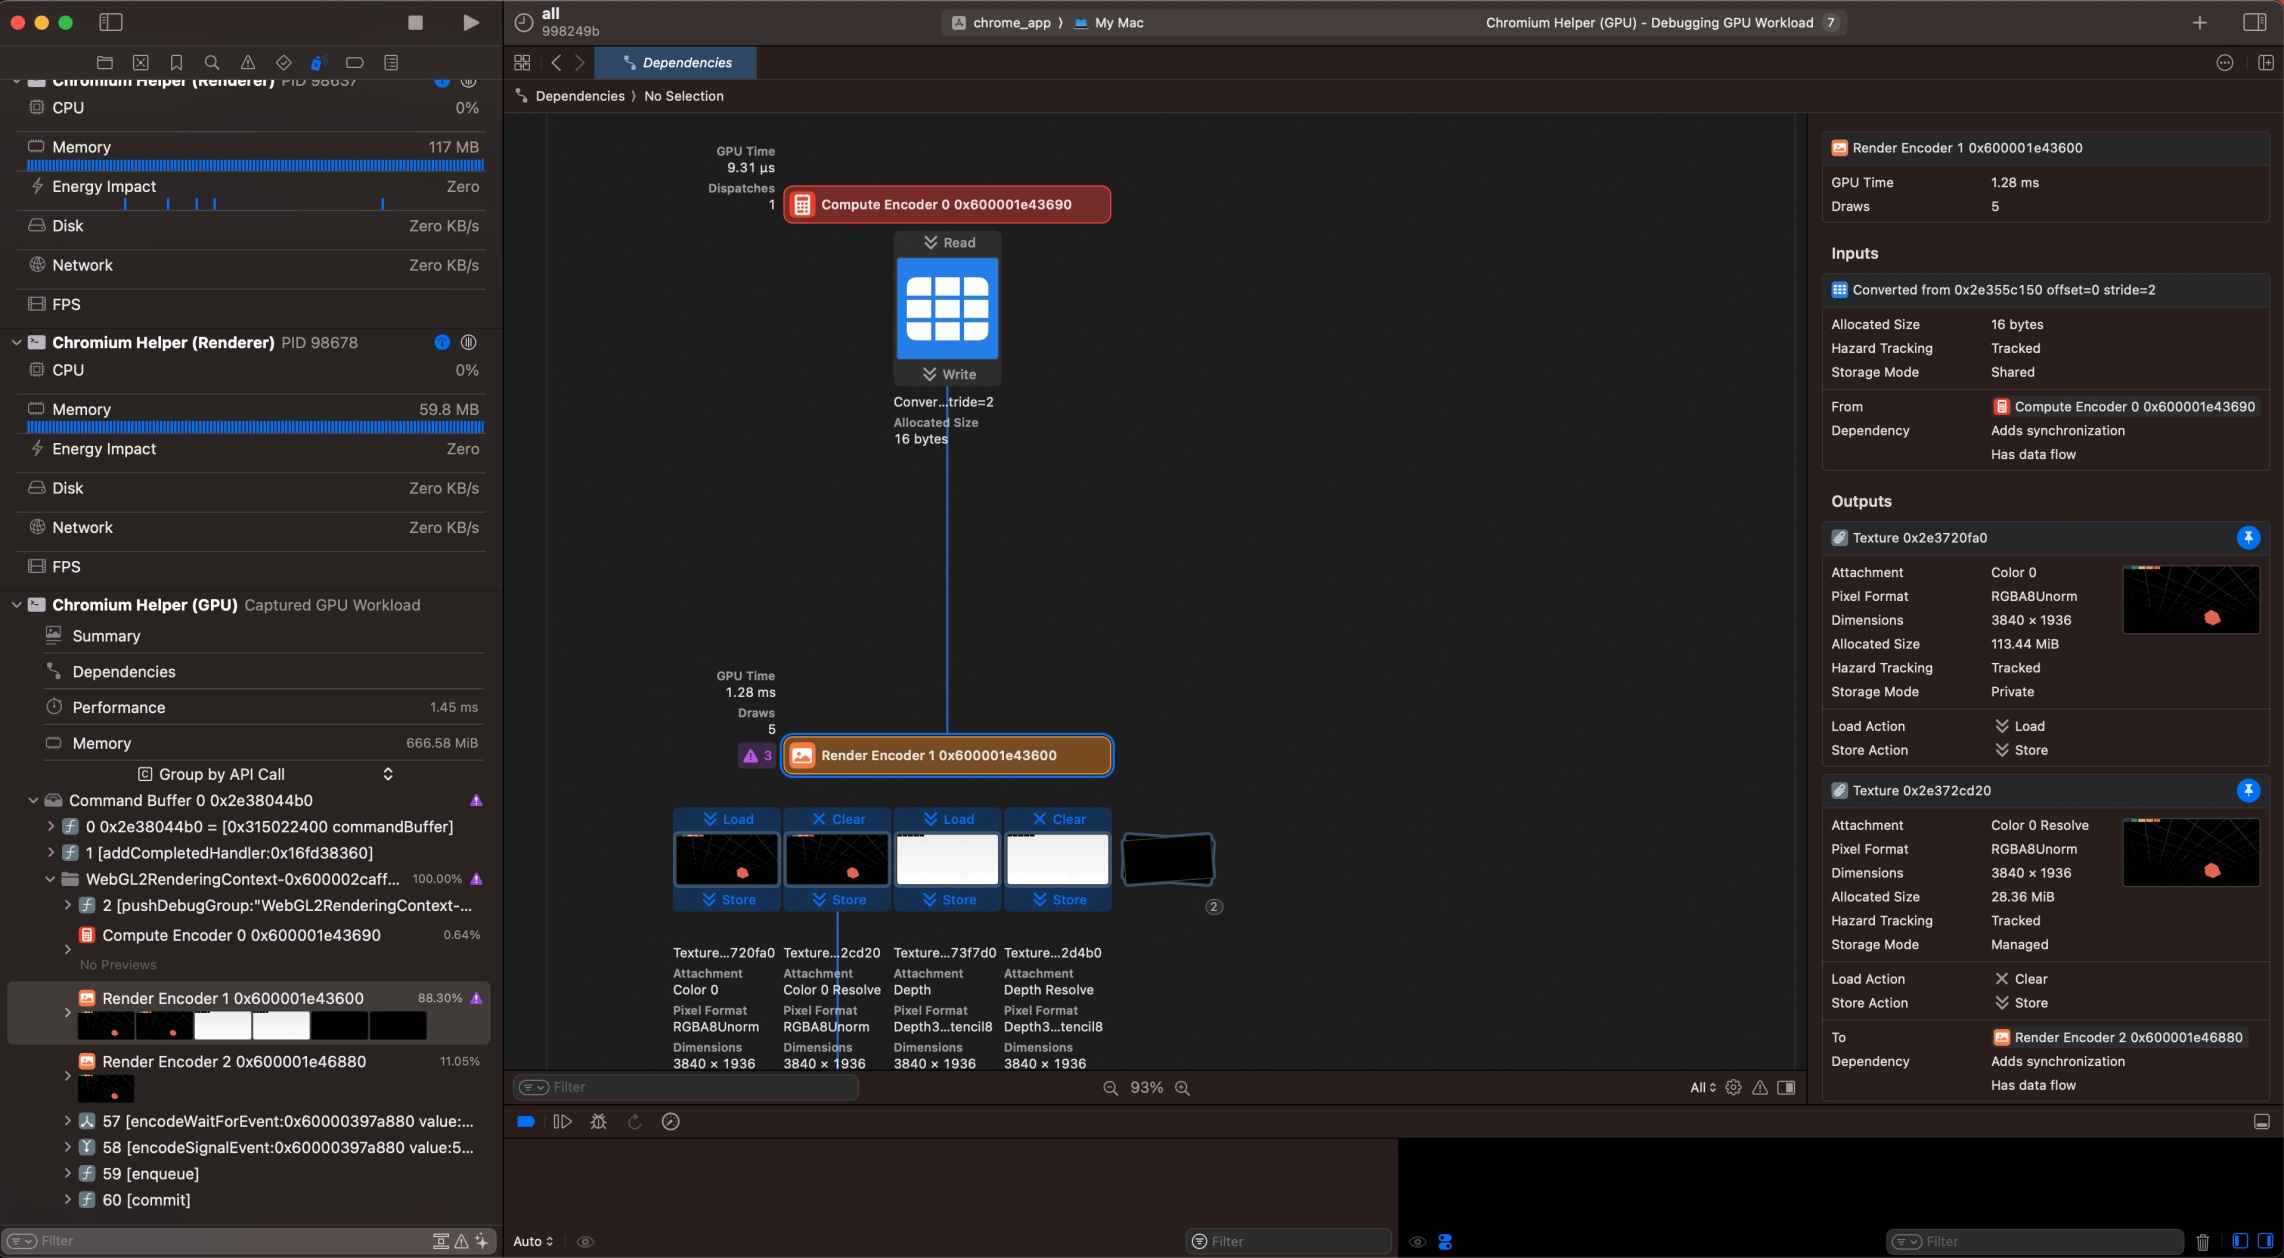 all
998249b
chrome_app 〉 My Mac
Chromium Helper (GPU) - Debugging GPU Workload 7
Chromium Helper (Renderer) PID 98637
CPU 0%
Memory 117 MB
Energy Impact Zero
Disk Zero KB/s
Network Zero KB/s
FPS
Chromium Helper (Renderer) PID 98678
CPU 0%
Memory 59.8 MB
Energy Impact Zero
Disk Zero KB/s
Network Zero KB/s
FPS
Chromium Helper (GPU) Captured GPU Workload
Summary
Dependencies
Performance 1.45 ms
Memory 666.58 MiB
Group by API Call
Command Buffer 0 0x2e38044b0
0 0x2e38044b0 = [0x315022400 commandBuffer]
1 [addCompletedHandler:0x16fd38360]
WebGL2RenderingContext-0x600002caff... 100.00%
2 [pushDebugGroup:"WebGL2RenderingContext-...
Compute Encoder 0 0x600001e43690 0.64%
No Previews
Render Encoder 1 0x600001e43600 88.30%
Render Encoder 2 0x600001e46880 11.05%
57 [encodeWaitForEvent:0x60000397a880 value:...
58 [encodeSignalEvent:0x60000397a880 value:5...
59 [enqueue]
60 [commit]
Filter
Dependencies
Dependencies 〉 No Selection
GPU Time
9.31 µs
Dispatches
1
Compute Encoder 0 0x600001e43690
Read
Write
Conver...tride=2
Allocated Size
16 bytes
GPU Time
1.28 ms
Draws
5
3
Render Encoder 1 0x600001e43600
Load Clear Load Clear
Store Store Store Store
2
Texture...720fa0 Texture...2cd20 Texture...73f7d0 Texture...2d4b0
Attachment Attachment Attachment Attachment
Color 0 Color 0 Resolve Depth Depth Resolve
Pixel Format Pixel Format Pixel Format Pixel Format
RGBA8Unorm RGBA8Unorm Depth3...tencil8 Depth3...tencil8
Dimensions Dimensions Dimensions Dimensions
3840 × 1936 3840 × 1936 3840 × 1936 3840 × 1936
Filter
93%
All
Auto
Filter
Filter
Render Encoder 1 0x600001e43600
GPU Time 1.28 ms
Draws 5
Inputs
Converted from 0x2e355c150 offset=0 stride=2
Allocated Size 16 bytes
Hazard Tracking Tracked
Storage Mode Shared
From Compute Encoder 0 0x600001e43690
Dependency Adds synchronization
Has data flow
Outputs
Texture 0x2e3720fa0
Attachment Color 0
Pixel Format RGBA8Unorm
Dimensions 3840 × 1936
Allocated Size 113.44 MiB
Hazard Tracking Tracked
Storage Mode Private
Load Action Load
Store Action Store
Texture 0x2e372cd20
Attachment Color 0 Resolve
Pixel Format RGBA8Unorm
Dimensions 3840 × 1936
Allocated Size 28.36 MiB
Hazard Tracking Tracked
Storage Mode Managed
Load Action Clear
Store Action Store
To Render Encoder 2 0x600001e46880
Dependency Adds synchronization
Has data flow